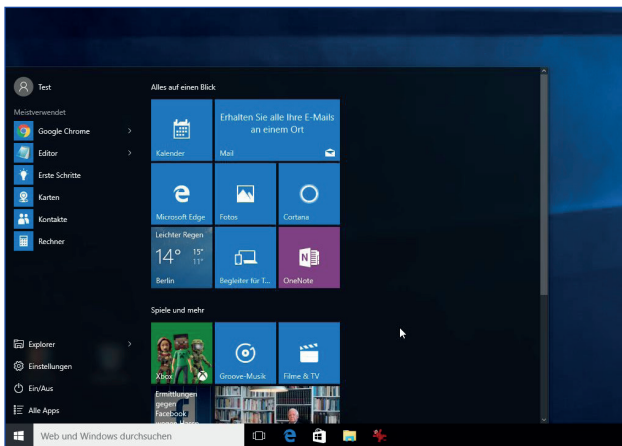 Test
Meistverwendet
Google Chrome
Editor
Erste Schritte
Karten
Kontakte
Rechner
Explorer
Einstellungen
Ein/Aus
Alle Apps
Alles auf einen Blick
Kalender
Erhalten Sie alle Ihre E-Mails
an einem Ort
Mail
Microsoft Edge
Fotos
Cortana
Leichter Regen
14° 15°
11°
Berlin
Begleiter für T...
OneNote
Spiele und mehr
Xbox
Groove-Musik
Filme & TV
Ermittlungen
gegen
Facebook
Web und Windows durchsuchen